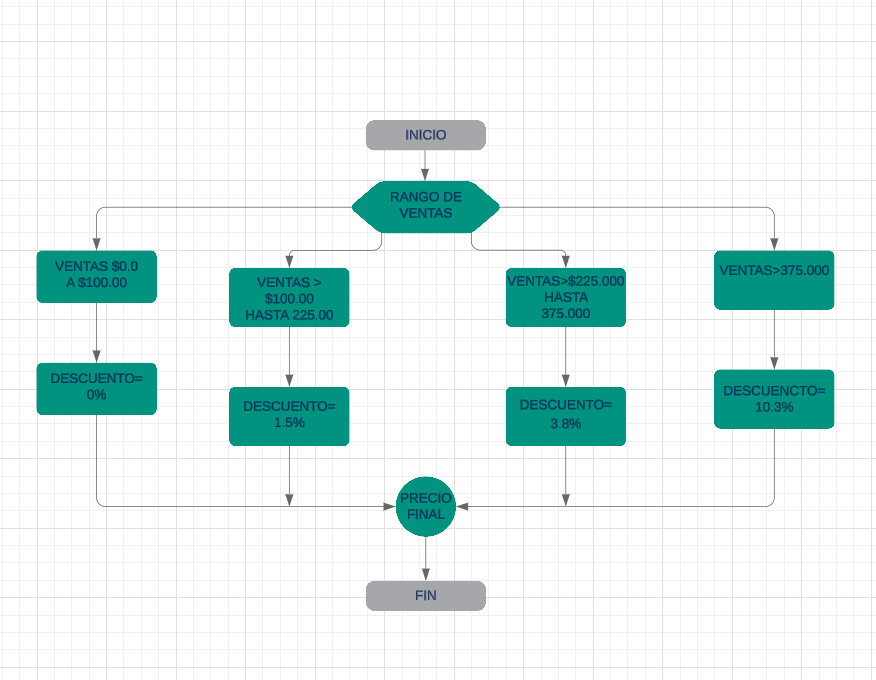 INICIO
RANGO DE
VENTAS
VENTAS $0.0
A $100.00
VENTAS >
$100.00
HASTA 225.00
VENTAS>$225.000
HASTA
375.000
VENTAS>375.000
DESCUENTO=
0%
DESCUENTO=
1.5%
DESCUENTO=
3.8%
DESCUENCTO=
10.3%
PRECIO
FINAL
FIN